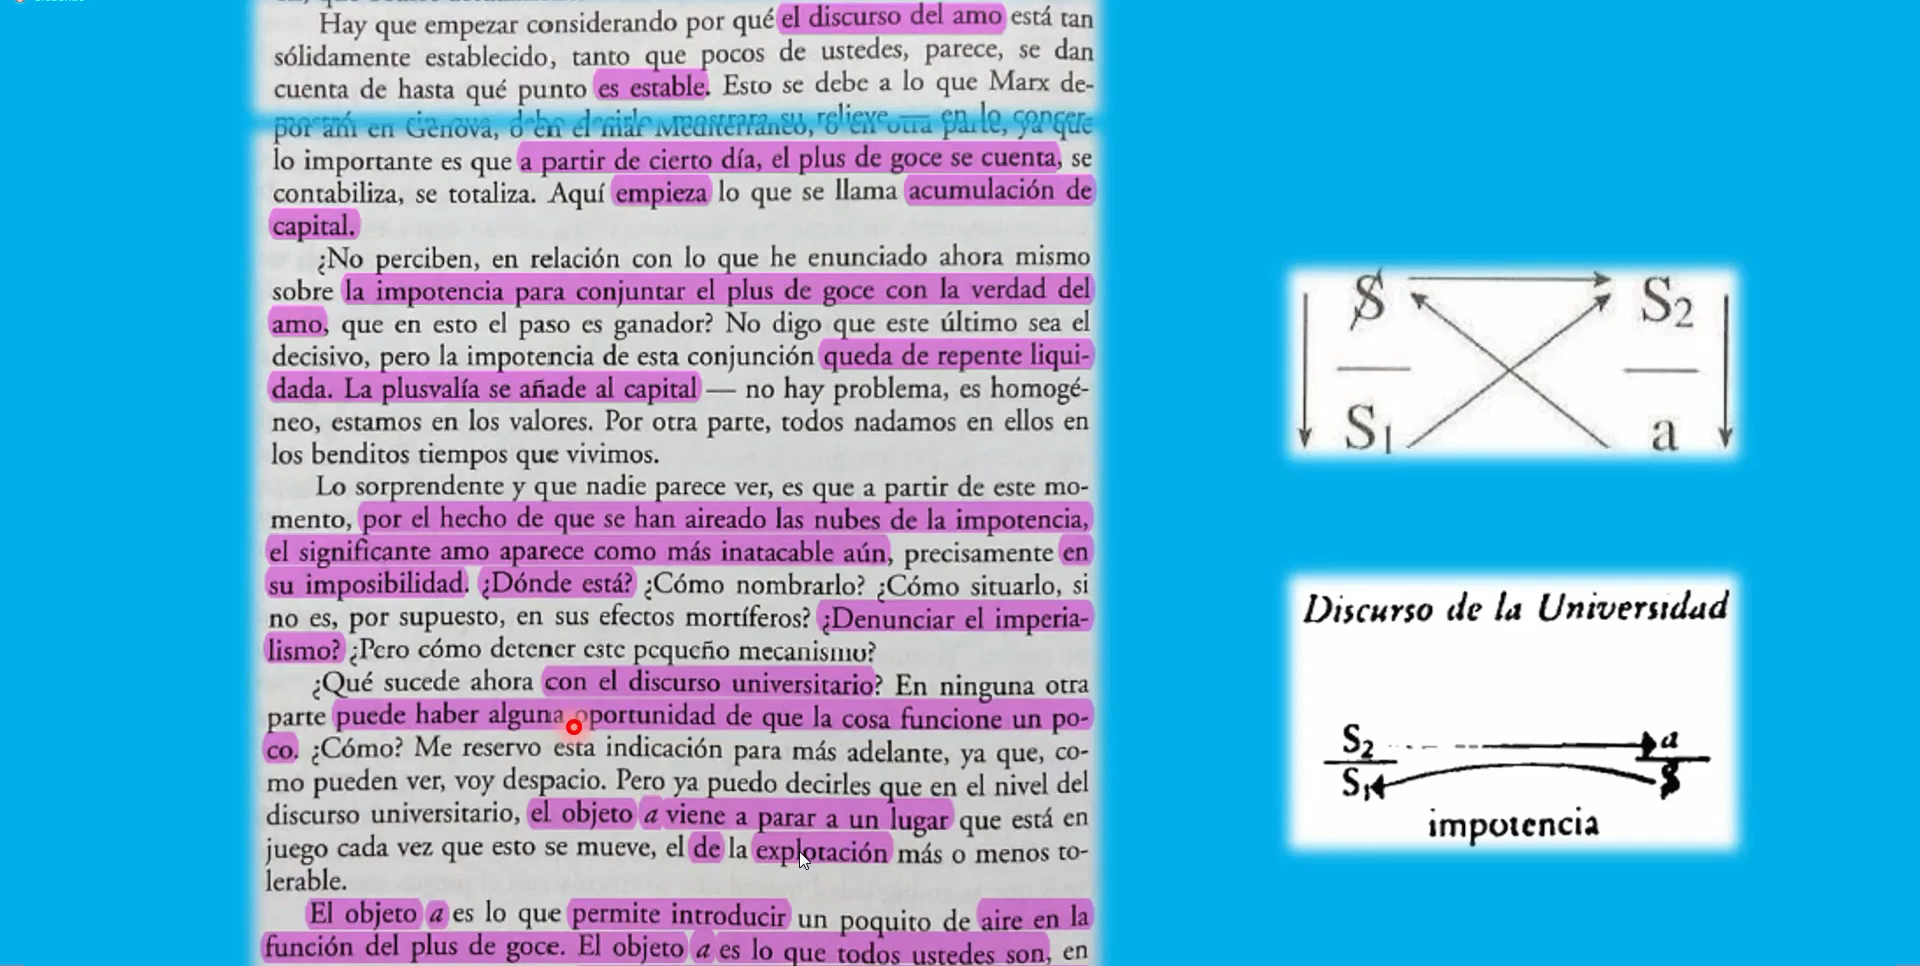 Hay que empezar considerando por qué el discurso del amo está tan
sólidamente establecido, tanto que pocos de ustedes, parece, se dan
cuenta de hasta qué punto es estable. Esto se debe a lo que Marx de-
por ahí en Génova, o en el mar Mediterráneo, o en otra parte, ya que
lo importante es que a partir de cierto día, el plus de goce se cuenta, se
contabiliza, se totaliza. Aquí empieza lo que se llama acumulación de
capital.
¿No perciben, en relación con lo que he enunciado ahora mismo
sobre la impotencia para conjuntar el plus de goce con la verdad del
amo, que en esto el paso es ganador? No digo que este último sea el
decisivo, pero la impotencia de esta conjunción queda de repente liqui-
dada. La plusvalía se añade al capital — no hay problema, es homogé-
neo, estamos en los valores. Por otra parte, todos nadamos en ellos en
los benditos tiempos que vivimos.
Lo sorprendente y que nadie parece ver, es que a partir de este mo-
mento, por el hecho de que se han aireado las nubes de la impotencia,
el significante amo aparece como más inatacable aún, precisamente en
su imposibilidad. ¿Dónde está? ¿Cómo nombrarlo? ¿Cómo situarlo, si
no es, por supuesto, en sus efectos mortíferos? ¿Denunciar el imperia-
lismo? ¿Pero cómo detener este pequeño mecanismo?
¿Qué sucede ahora con el discurso universitario? En ninguna otra
parte puede haber alguna oportunidad de que la cosa funcione un po-
co. ¿Cómo? Me reservo esta indicación para más adelante, ya que, co-
mo pueden ver, voy despacio. Pero ya puedo decirles que en el nivel del
discurso universitario, el objeto a viene a parar a un lugar que está en
juego cada vez que esto se mueve, el de la explotación más o menos to-
lerable.
El objeto a es lo que permite introducir un poquito de aire en la
función del plus de goce. El objeto a es lo que todos ustedes son, en
$ S2
S1 a
Discurso de la Universidad
S2 a
S1 $
impotencia